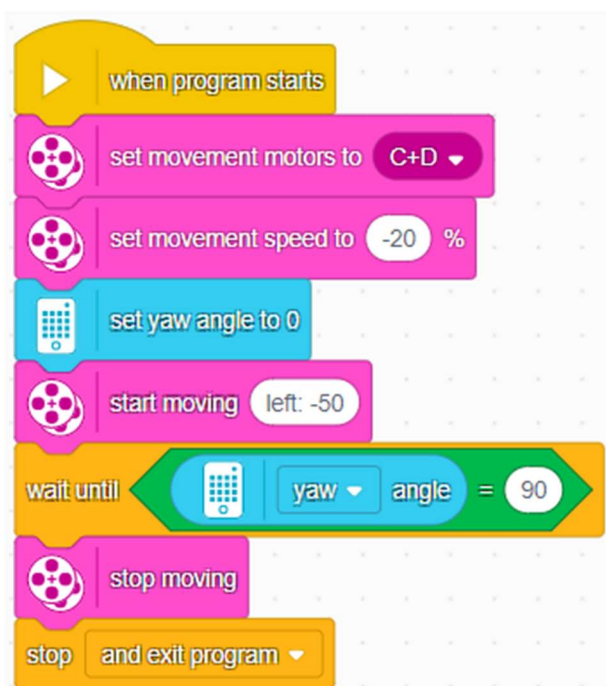 when program starts
set movement motors to C+D
set movement speed to -20 %
set yaw angle to 0
start moving left: -50
wait until yaw angle = 90
stop moving
stop and exit program